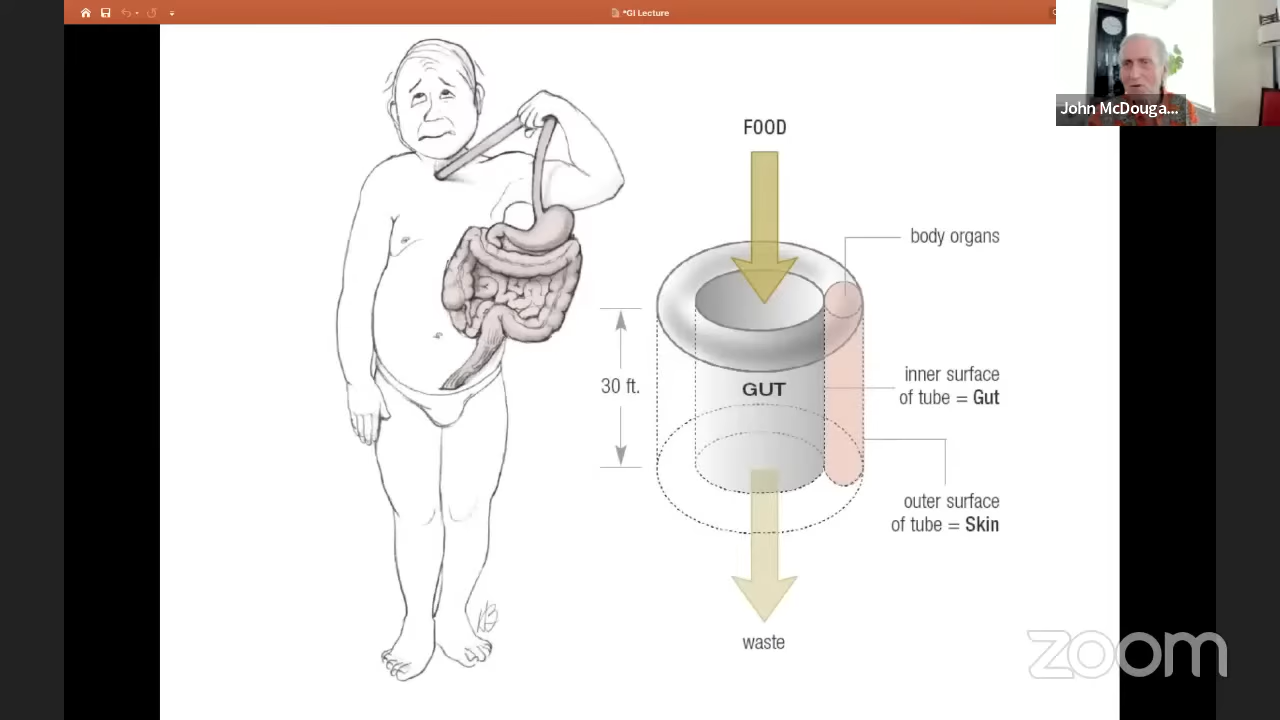 *GI Lecture
John McDouga...
FOOD
body organs
30 ft.
GUT
inner surface
of tube = Gut
outer surface
of tube = Skin
waste
zoom